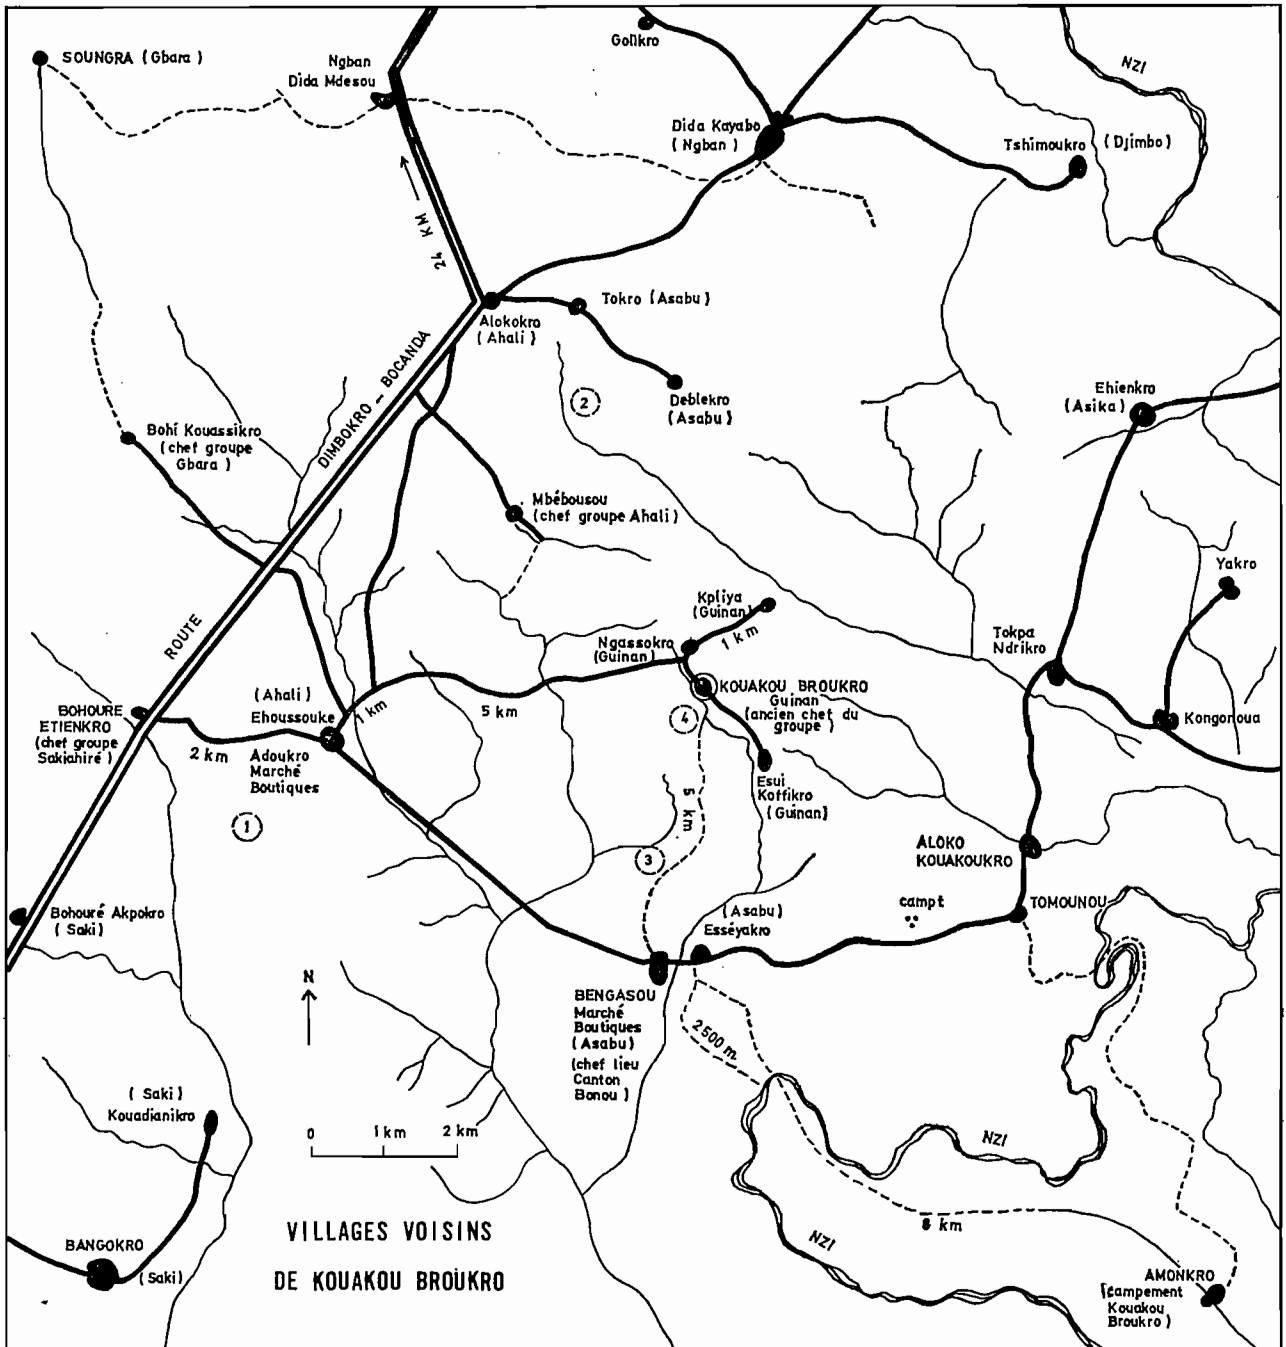 SOUNGRA (Gbara)
Ngban
Dida Mdesou
Golikro
NZI
Dida Kayabo
(Ngban)
Tshimoukro (Djimbo)
24 KM
Tokro (Asabu)
Alokokro
(Ahali)
Deblekro
(Asabu)
2
Ehienkro
(Asika)
Bohi Kouassikro
(chef groupe
Gbara)
ROUTE DIMBOKRO - BOCANDA
Mbébousou
(chef groupe Ahali)
Yakro
Kpliya
(Guinan)
1 km
Ngassokro
(Guinan)
Tokpa
Ndrikro
KOUAKOU BROUKRO
Guinan
(ancien chef du
groupe)
4
Kongonoua
BOHOURE
ETIENKRO
(chef groupe
Sakiahiré)
(Ahali)
Ehoussouke
1 km
5 km
2 km
Adoukro
Marché
Boutiques
Esui
Koffikro
(Guinan)
5 km
1
3
ALOKO
KOUAKOUKRO
Bohouré Akpokro
(Saki)
(Asabu)
Esséyakro
campt
TOMOUNOU
N
BENGASOU
Marché
Boutiques
(Asabu)
(chef lieu
Canton
Bonou)
2500 m.
(Saki)
Kouadianikro
0 1 km 2 km
NZI
8 km
NZI
BANGOKRO
(Saki)
VILLAGES VOISINS
DE KOUAKOU BROUKRO
AMONKRO
(campement
Kouakou
Broukro)